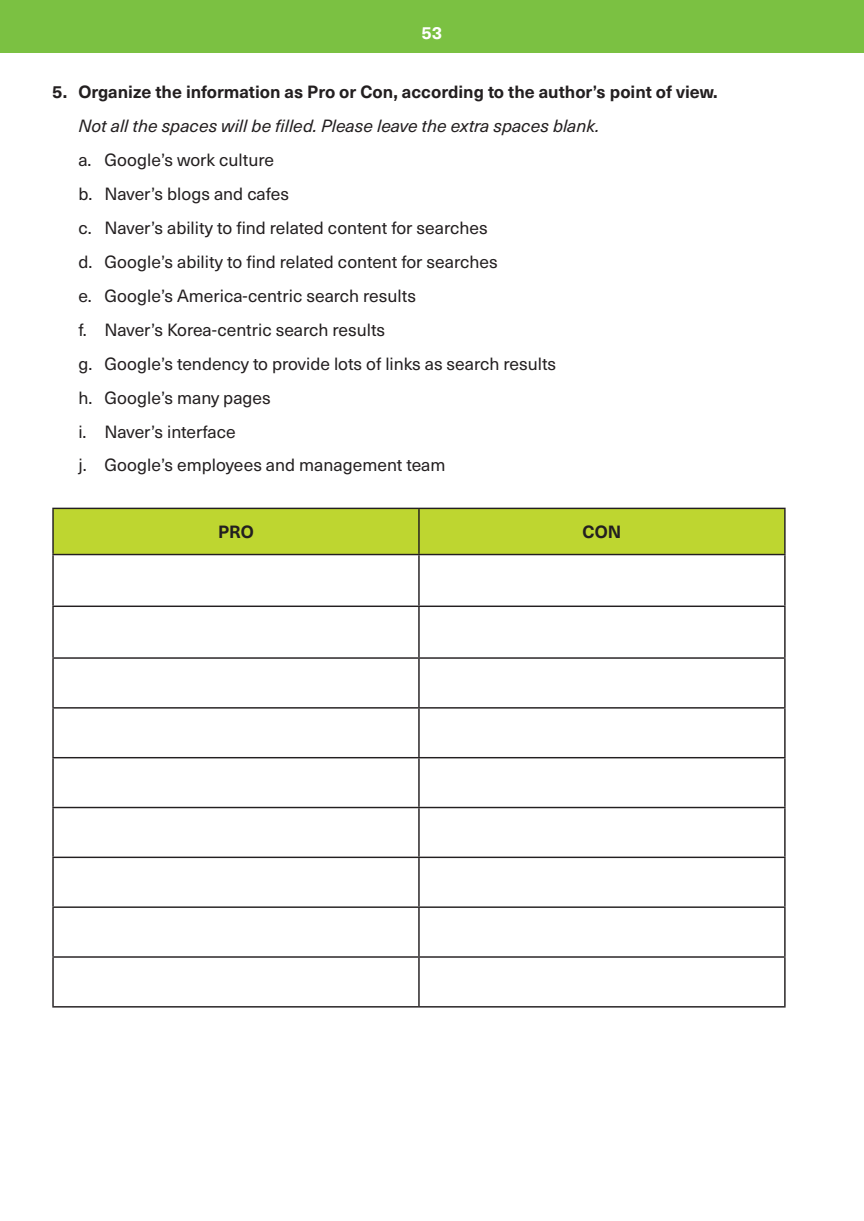 53
5. Organize the information as Pro or Con, according to the author’s point of view.
Not all the spaces will be filled. Please leave the extra spaces blank.
a. Google’s work culture
b. Naver’s blogs and cafes
c. Naver’s ability to find related content for searches
d. Google’s ability to find related content for searches
e. Google’s America-centric search results
f. Naver’s Korea-centric search results
g. Google’s tendency to provide lots of links as search results
h. Google’s many pages
i. Naver’s interface
j. Google’s employees and management team
PRO CON